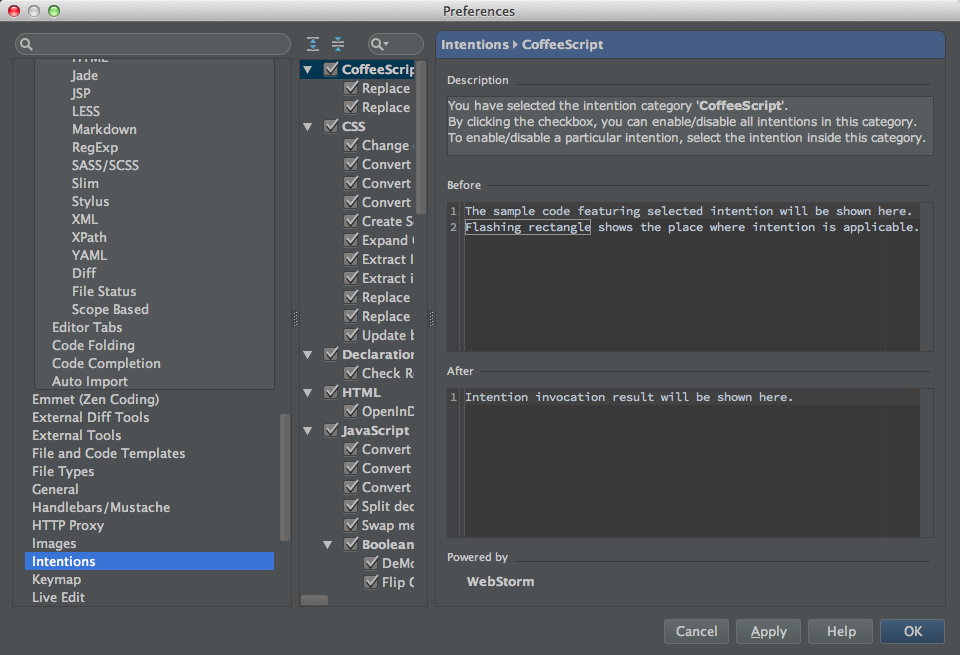 Preferences
Jade
JSP
LESS
Markdown
RegExp
SASS/SCSS
Slim
Stylus
XML
XPath
YAML
Diff
File Status
Scope Based
Editor Tabs
Code Folding
Code Completion
Auto Import
Emmet (Zen Coding)
External Diff Tools
External Tools
File and Code Templates
File Types
General
Handlebars/Mustache
HTTP Proxy
Images
Intentions
Keymap
Live Edit
CoffeeScrip
Replace
Replace
CSS
Change
Convert
Convert
Convert
Create S
Expand
Extract
Extract i
Replace
Replace
Update b
Declaration
Check R
HTML
OpenInD
JavaScript
Convert
Convert
Convert
Split dec
Swap me
Boolean
DeMo
Flip
Intentions ▸ CoffeeScript
Description
You have selected the intention category 'CoffeeScript'.
By clicking the checkbox, you can enable/disable all intentions in this category.
To enable/disable a particular intention, select the intention inside this category.
Before
1 The sample code featuring selected intention will be shown here.
2 Flashing rectangle shows the place where intention is applicable.
After
1 Intention invocation result will be shown here.
Powered by
WebStorm
Cancel
Apply
Help
OK